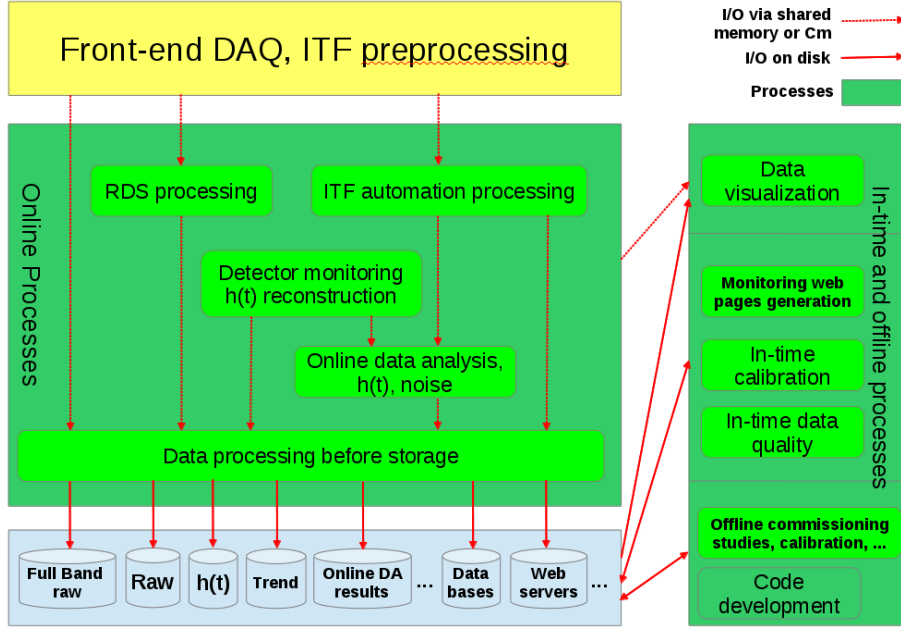 Front-end DAQ, ITF preprocessing
I/O via shared
memory or Cm
I/O on disk
Processes
Online Processes
RDS processing
ITF automation processing
Detector monitoring
h(t) reconstruction
Online data analysis,
h(t), noise
Data processing before storage
Full Band
raw
Raw
h(t)
Trend
Online DA
results
...
Data
bases
Web
servers
...
In-time and offline processes
Data
visualization
Monitoring web
pages generation
In-time
calibration
In-time data
quality
Offline commissioning
studies, calibration, ...
Code
development